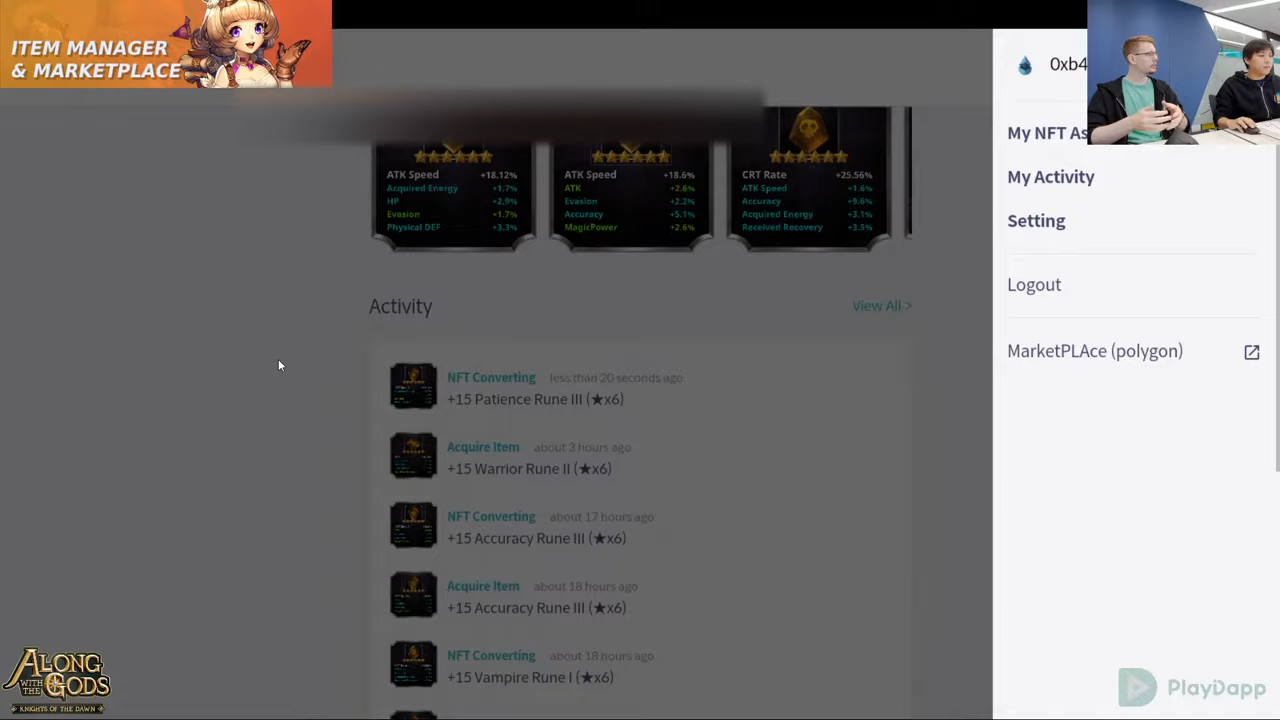 ITEM MANAGER
& MARKETPLACE
0xb4
My NFT As
My Activity
Setting
Logout
MarketPLAce (polygon)
ATK Speed +18.12%
Acquired Energy +1.7%
HP +2.9%
Evasion +1.7%
Physical DEF +3.3%
ATK Speed +18.6%
ATK +2.6%
Evasion +2.2%
Accuracy +5.1%
MagicPower +2.6%
CRT Rate +25.56%
ATK Speed +1.6%
Accuracy +9.6%
Acquired Energy +3.1%
Received Recovery +3.5%
Activity
View All >
NFT Converting less than 20 seconds ago
+15 Patience Rune III (★x6)
Acquire Item about 3 hours ago
+15 Warrior Rune II (★x6)
NFT Converting about 17 hours ago
+15 Accuracy Rune III (★x6)
Acquire Item about 18 hours ago
+15 Accuracy Rune III (★x6)
NFT Converting about 18 hours ago
+15 Vampire Rune I (★x6)
ALONG
WITH THE GODS
KNIGHTS OF THE DAWN
PlayDapp